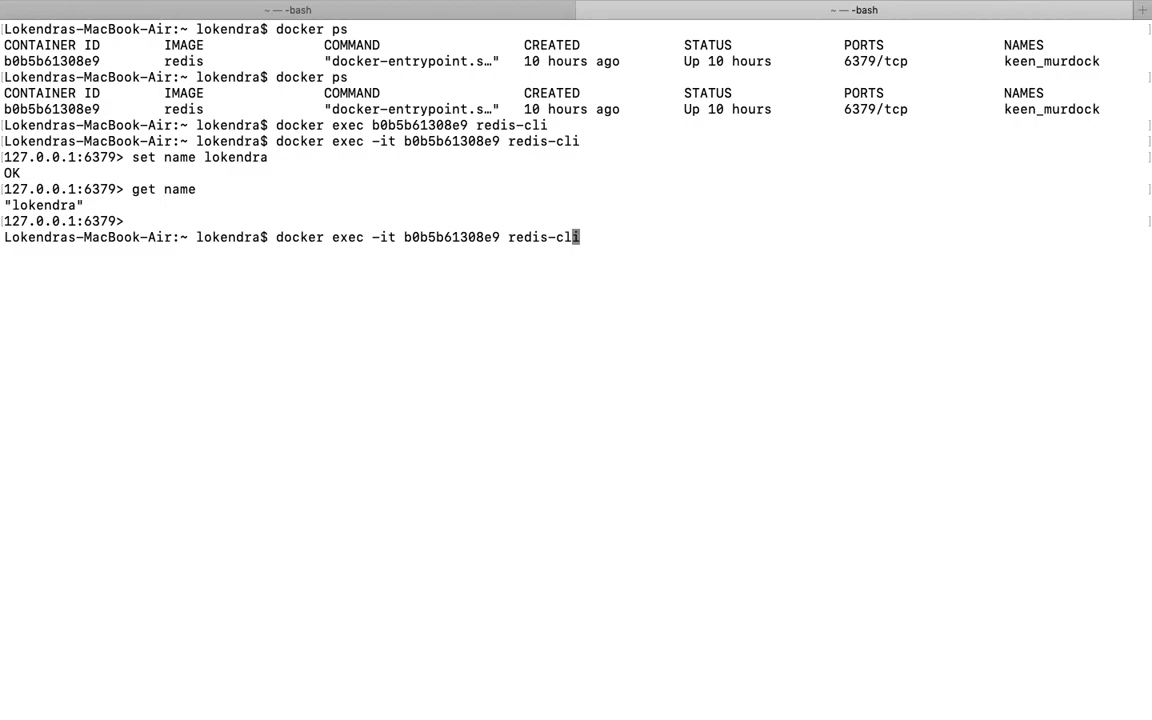 ~ — -bash
~ — -bash
Lokendras-MacBook-Air:~ lokendra$ docker ps
CONTAINER ID IMAGE COMMAND CREATED STATUS PORTS NAMES
b0b5b61308e9 redis "docker-entrypoint.s…" 10 hours ago Up 10 hours 6379/tcp keen_murdock
Lokendras-MacBook-Air:~ lokendra$ docker ps
CONTAINER ID IMAGE COMMAND CREATED STATUS PORTS NAMES
b0b5b61308e9 redis "docker-entrypoint.s…" 10 hours ago Up 10 hours 6379/tcp keen_murdock
Lokendras-MacBook-Air:~ lokendra$ docker exec b0b5b61308e9 redis-cli
Lokendras-MacBook-Air:~ lokendra$ docker exec -it b0b5b61308e9 redis-cli
127.0.0.1:6379> set name lokendra
OK
127.0.0.1:6379> get name
"lokendra"
127.0.0.1:6379>
Lokendras-MacBook-Air:~ lokendra$ docker exec -it b0b5b61308e9 redis-cli